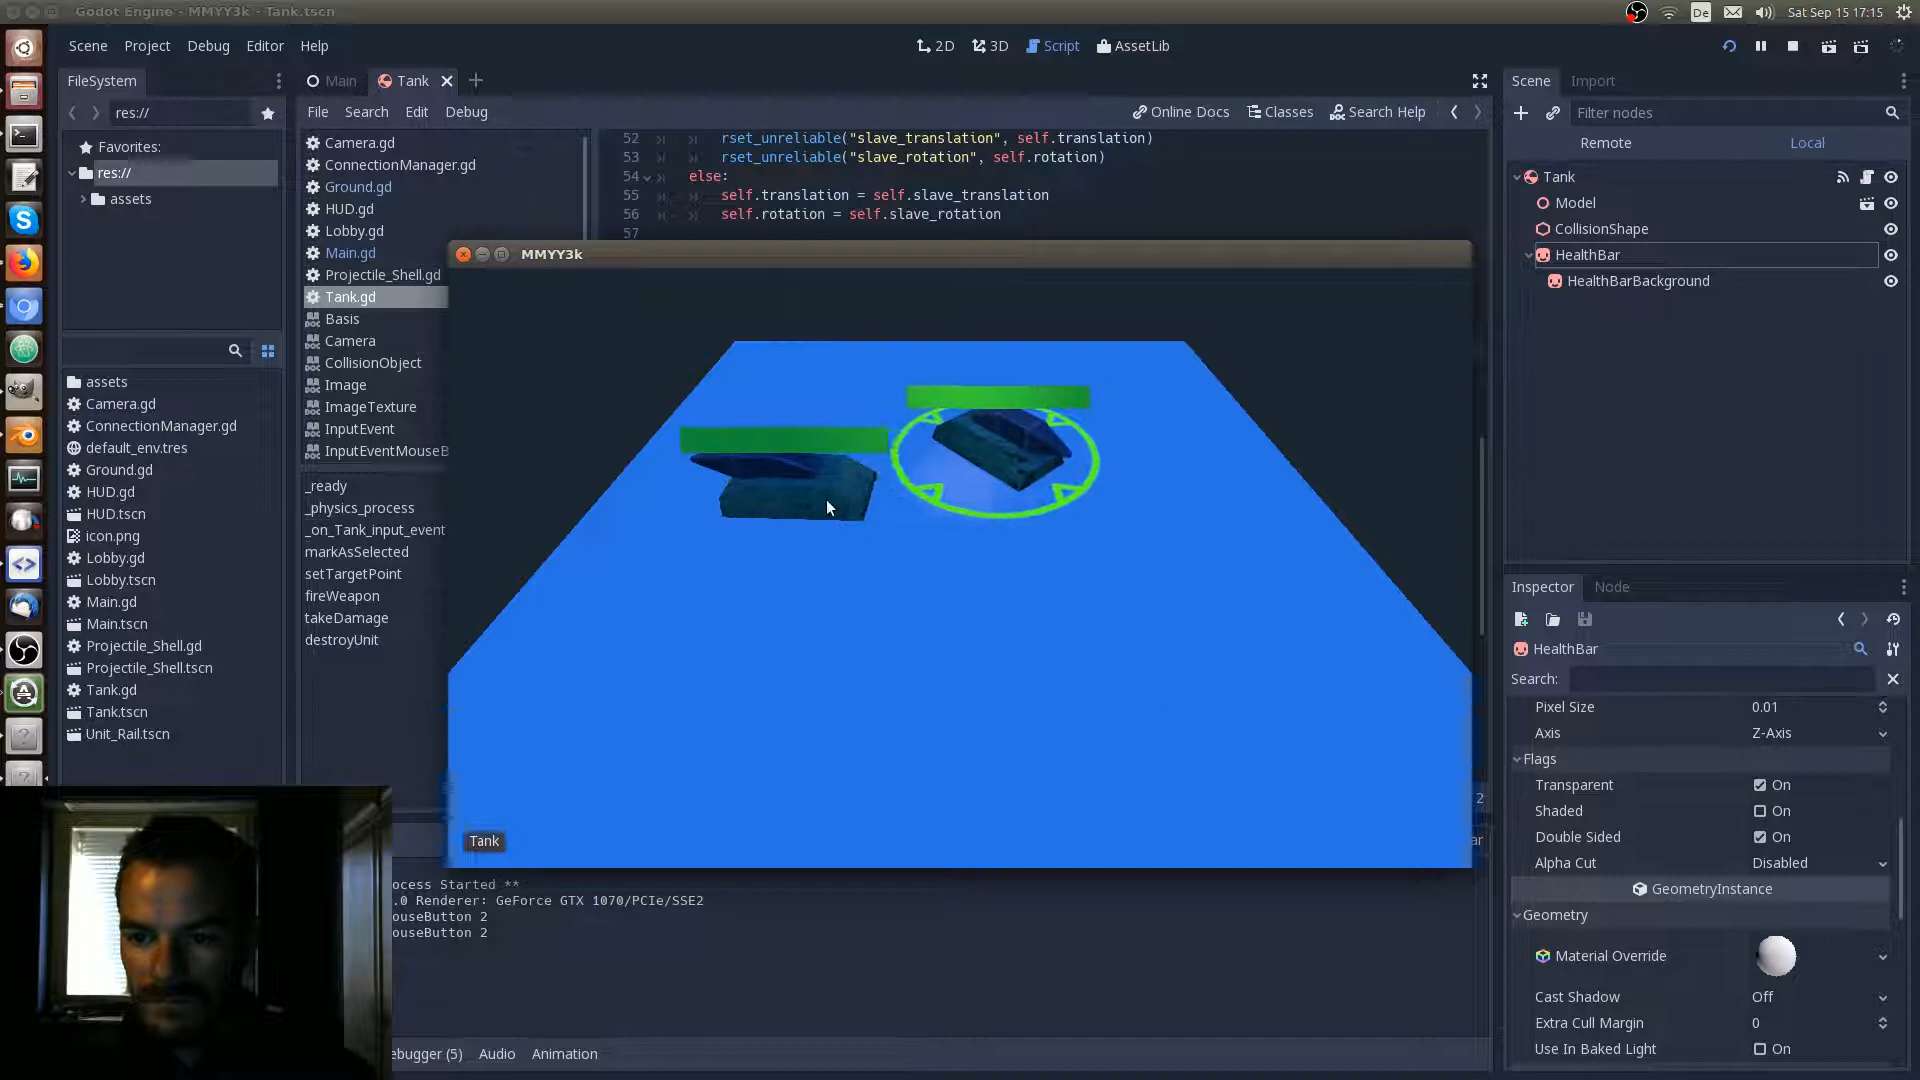 Godot Engine - MMYY3k - Tank.tscn
De
Sat Sep 15 17:15
Scene Project Debug Editor Help
2D 3D Script AssetLib
FileSystem
res://
Favorites:
res://
assets
assets
Camera.gd
ConnectionManager.gd
default_env.tres
Ground.gd
HUD.gd
HUD.tscn
icon.png
Lobby.gd
Lobby.tscn
Main.gd
Main.tscn
Projectile_Shell.gd
Projectile_Shell.tscn
Tank.gd
Tank.tscn
Unit_Rail.tscn
Main Tank
File Search Edit Debug
Online Docs Classes Search Help
Camera.gd
ConnectionManager.gd
Ground.gd
HUD.gd
Lobby.gd
Main.gd
Projectile_Shell.gd
Tank.gd
Basis
Camera
CollisionObject
Image
ImageTexture
InputEvent
InputEventMouseB
_ready
_physics_process
_on_Tank_input_event
markAsSelected
setTargetPoint
fireWeapon
takeDamage
destroyUnit
52 rset_unreliable("slave_translation", self.translation)
53 rset_unreliable("slave_rotation", self.rotation)
54 else:
55 self.translation = self.slave_translation
56 self.rotation = self.slave_rotation
57
MMYY3k
Tank
2
ar
ocess Started **
.0 Renderer: GeForce GTX 1070/PCIe/SSE2
ouseButton 2
ouseButton 2
ebugger (5) Audio Animation
Scene Import
Filter nodes
Remote Local
Tank
Model
CollisionShape
HealthBar
HealthBarBackground
Inspector Node
HealthBar
Search:
Pixel Size 0.01
Axis Z-Axis
Flags
Transparent On
Shaded On
Double Sided On
Alpha Cut Disabled
GeometryInstance
Geometry
Material Override
Cast Shadow Off
Extra Cull Margin 0
Use In Baked Light On